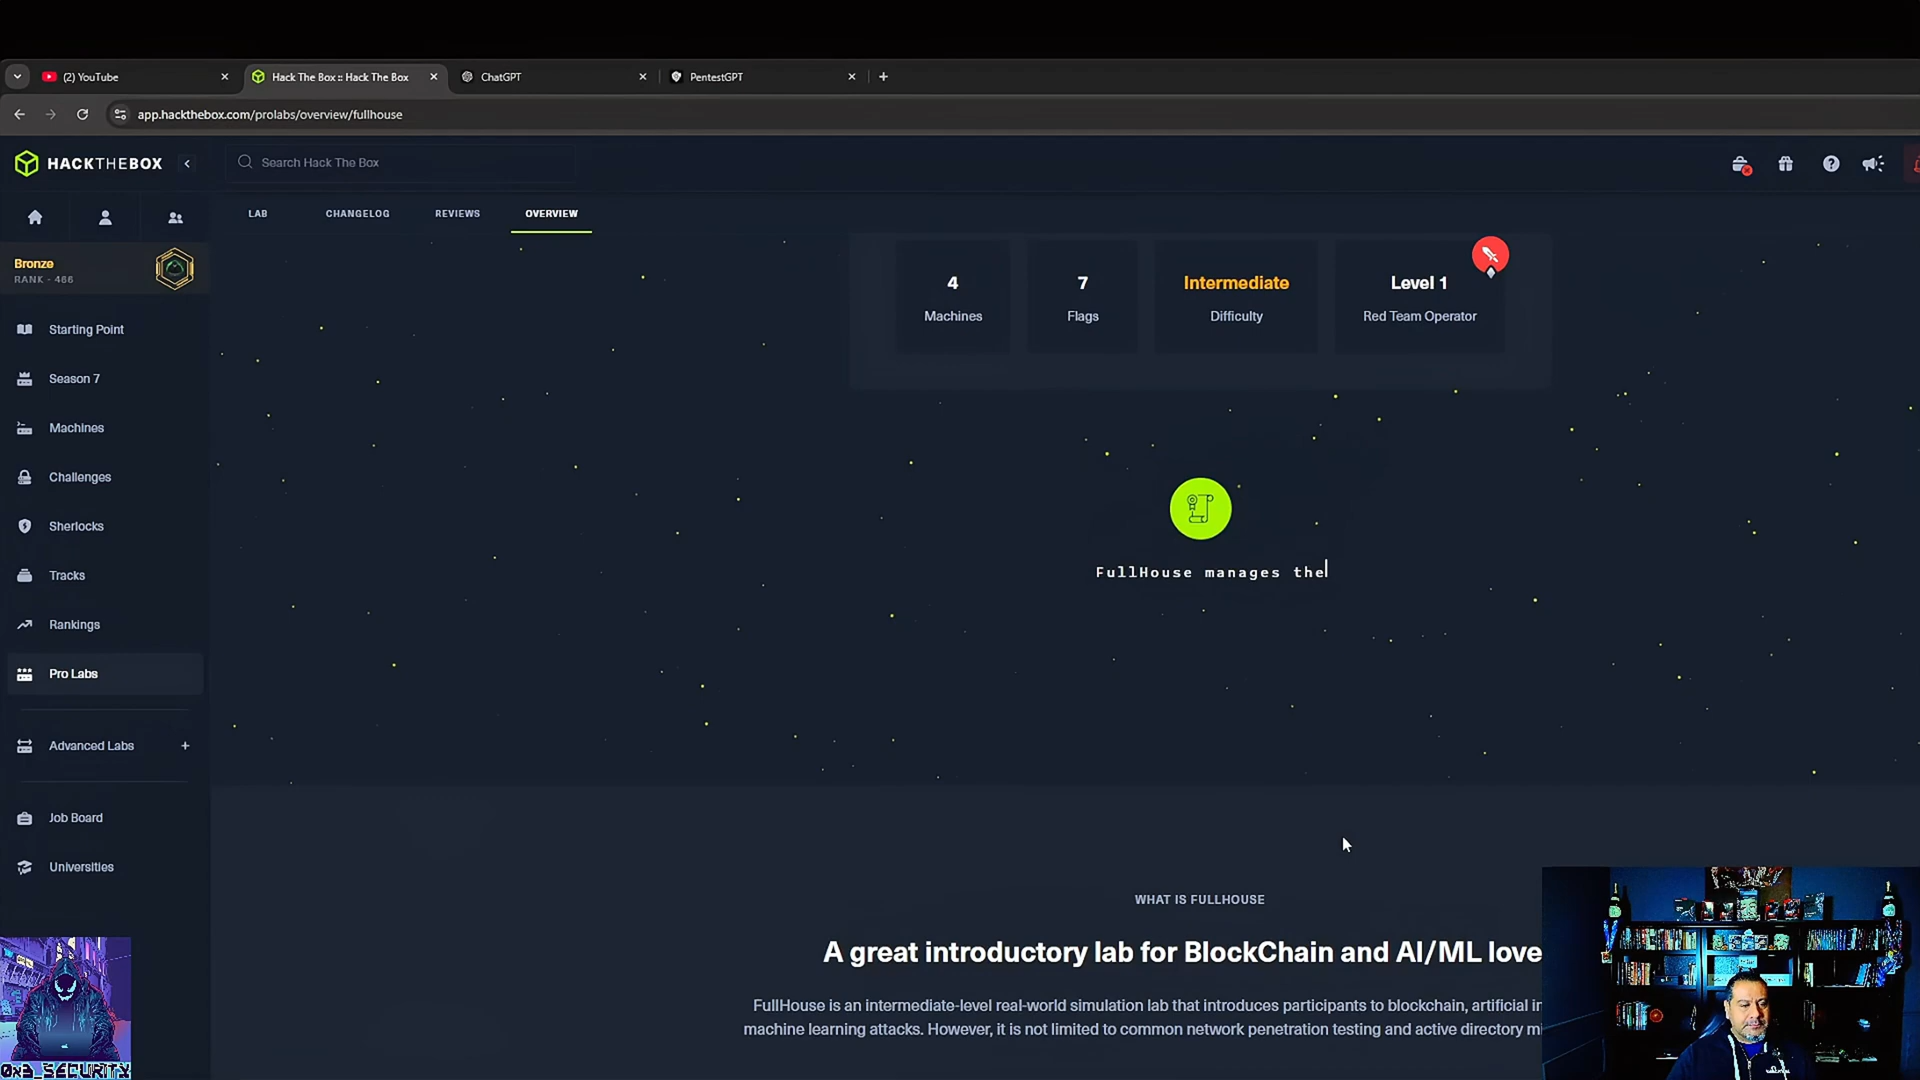 (2) YouTube
Hack The Box :: Hack The Box
ChatGPT
PentestGPT
app.hackthebox.com/prolabs/overview/fullhouse
HACKTHEBOX
Search Hack The Box
LAB
CHANGELOG
REVIEWS
OVERVIEW
Bronze
RANK - 466
4
Machines
7
Flags
Intermediate
Difficulty
Level 1
Red Team Operator
Starting Point
Season 7
Machines
Challenges
Sherlocks
Tracks
Rankings
Pro Labs
Advanced Labs
Job Board
Universities
FullHouse manages the
WHAT IS FULLHOUSE
A great introductory lab for BlockChain and AI/ML love
FullHouse is an intermediate-level real-world simulation lab that introduces participants to blockchain, artificial in
machine learning attacks. However, it is not limited to common network penetration testing and active directory mi
0x3_SECURITY